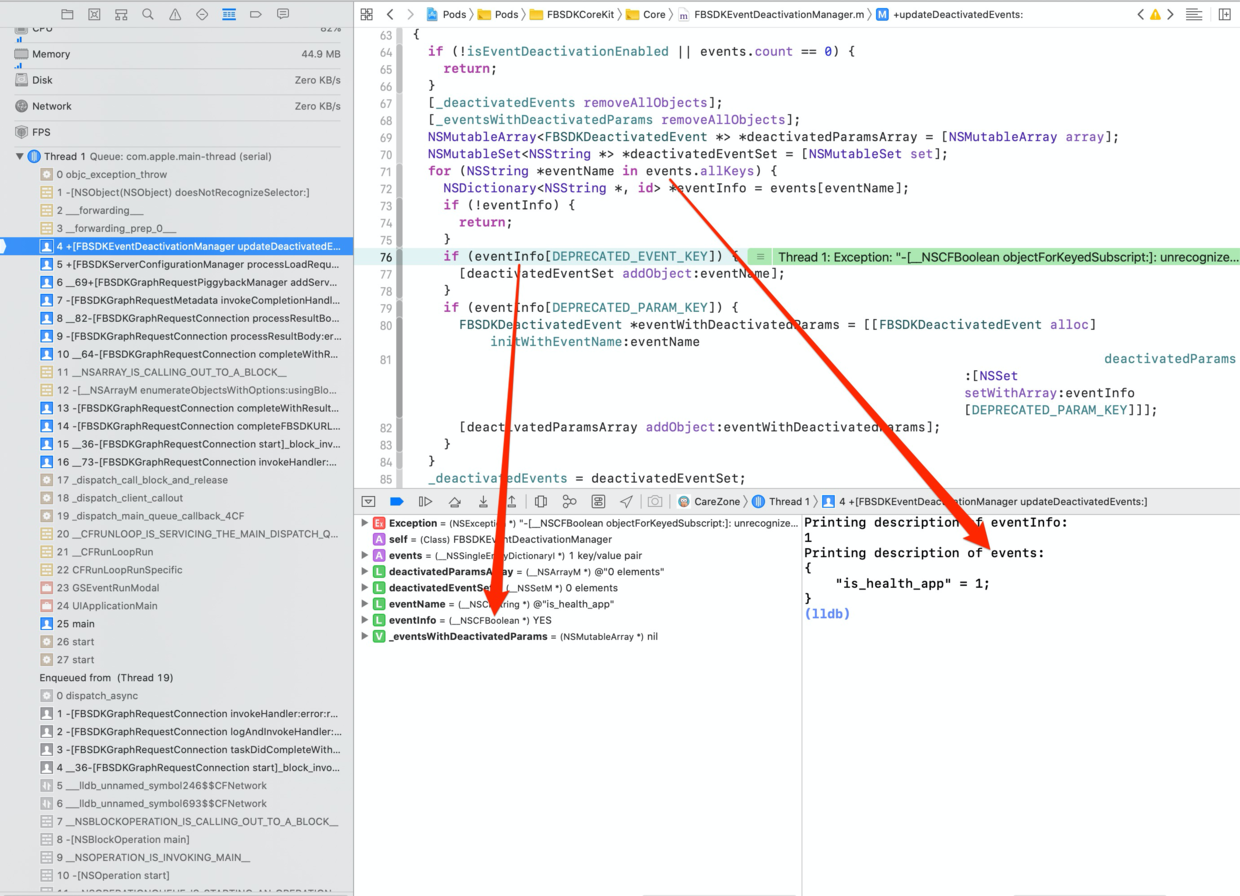 CPU 82%
Memory 44.9 MB
Disk Zero KB/s
Network Zero KB/s
FPS
Thread 1 Queue: com.apple.main-thread (serial)
0 objc_exception_throw
1 -[NSObject(NSObject) doesNotRecognizeSelector:]
2 ___forwarding___
3 __forwarding_prep_0___
4 +[FBSDKEventDeactivationManager updateDeactivatedE...
5 +[FBSDKServerConfigurationManager processLoadRequ...
6 __69+[FBSDKGraphRequestPiggybackManager addServ...
7 -[FBSDKGraphRequestMetadata invokeCompletionHandl...
8 __82-[FBSDKGraphRequestConnection processResultBo...
9 -[FBSDKGraphRequestConnection processResultBody:er...
10 __64-[FBSDKGraphRequestConnection completeWithR...
11 __NSARRAY_IS_CALLING_OUT_TO_A_BLOCK__
12 -[__NSArrayM enumerateObjectsWithOptions:usingBlo...
13 -[FBSDKGraphRequestConnection completeWithResult...
14 -[FBSDKGraphRequestConnection completeFBSDKURL...
15 __36-[FBSDKGraphRequestConnection start]_block_inv...
16 __73-[FBSDKGraphRequestConnection invokeHandler:...
17 _dispatch_call_block_and_release
18 _dispatch_client_callout
19 _dispatch_main_queue_callback_4CF
20 __CFRUNLOOP_IS_SERVICING_THE_MAIN_DISPATCH_Q...
21 __CFRunLoopRun
22 CFRunLoopRunSpecific
23 GSEventRunModal
24 UIApplicationMain
25 main
26 start
27 start
Enqueued from (Thread 19)
0 dispatch_async
1 -[FBSDKGraphRequestConnection invokeHandler:error:r...
2 -[FBSDKGraphRequestConnection logAndInvokeHandler:...
3 -[FBSDKGraphRequestConnection taskDidCompleteWith...
4 __36-[FBSDKGraphRequestConnection start]_block_invo...
5 ___lldb_unnamed_symbol246$$CFNetwork
6 ___lldb_unnamed_symbol693$$CFNetwork
7 __NSBLOCKOPERATION_IS_CALLING_OUT_TO_A_BLOCK__
8 -[NSBlockOperation main]
9 __NSOPERATION_IS_INVOKING_MAIN__
10 -[NSOperation start]
11 __NSOPERATIONQUEUE_IS_STARTING_AN_OPERATION
Pods Pods FBSDKCoreKit Core m FBSDKEventDeactivationManager.m M +updateDeactivatedEvents:
63 {
64 if (!isEventDeactivationEnabled || events.count == 0) {
65 return;
66 }
67 [_deactivatedEvents removeAllObjects];
68 [_eventsWithDeactivatedParams removeAllObjects];
69 NSMutableArray<FBSDKDeactivatedEvent *> *deactivatedParamsArray = [NSMutableArray array];
70 NSMutableSet<NSString *> *deactivatedEventSet = [NSMutableSet set];
71 for (NSString *eventName in events.allKeys) {
72 NSDictionary<NSString *, id> *eventInfo = events[eventName];
73 if (!eventInfo) {
74 return;
75 }
76 if (eventInfo[DEPRECATED_EVENT_KEY]) { Thread 1: Exception: "-[__NSCFBoolean objectForKeyedSubscript:]: unrecognize...
77 [deactivatedEventSet addObject:eventName];
78 }
79 if (eventInfo[DEPRECATED_PARAM_KEY]) {
80 FBSDKDeactivatedEvent *eventWithDeactivatedParams = [[FBSDKDeactivatedEvent alloc]
initWithEventName:eventName
81 deactivatedParams
:[NSSet
setWithArray:eventInfo
[DEPRECATED_PARAM_KEY]]];
82 [deactivatedParamsArray addObject:eventWithDeactivatedParams];
83 }
84 }
85 _deactivatedEvents = deactivatedEventSet;
CareZone Thread 1 4 +[FBSDKEventDeactivationManager updateDeactivatedEvents:]
Ex Exception = (NSException *) "-[__NSCFBoolean objectForKeyedSubscript:]: unrecognize...
A self = (Class) FBSDKEventDeactivationManager
A events = (__NSSingleEntryDictionaryI *) 1 key/value pair
L deactivatedParamsArray = (__NSArrayM *) @"0 elements"
L deactivatedEventSet = (__NSSetM *) 0 elements
L eventName = (__NSCFString *) @"is_health_app"
L eventInfo = (__NSCFBoolean *) YES
V _eventsWithDeactivatedParams = (NSMutableArray *) nil
Printing description of eventInfo:
1
Printing description of events:
{
"is_health_app" = 1;
}
(lldb)